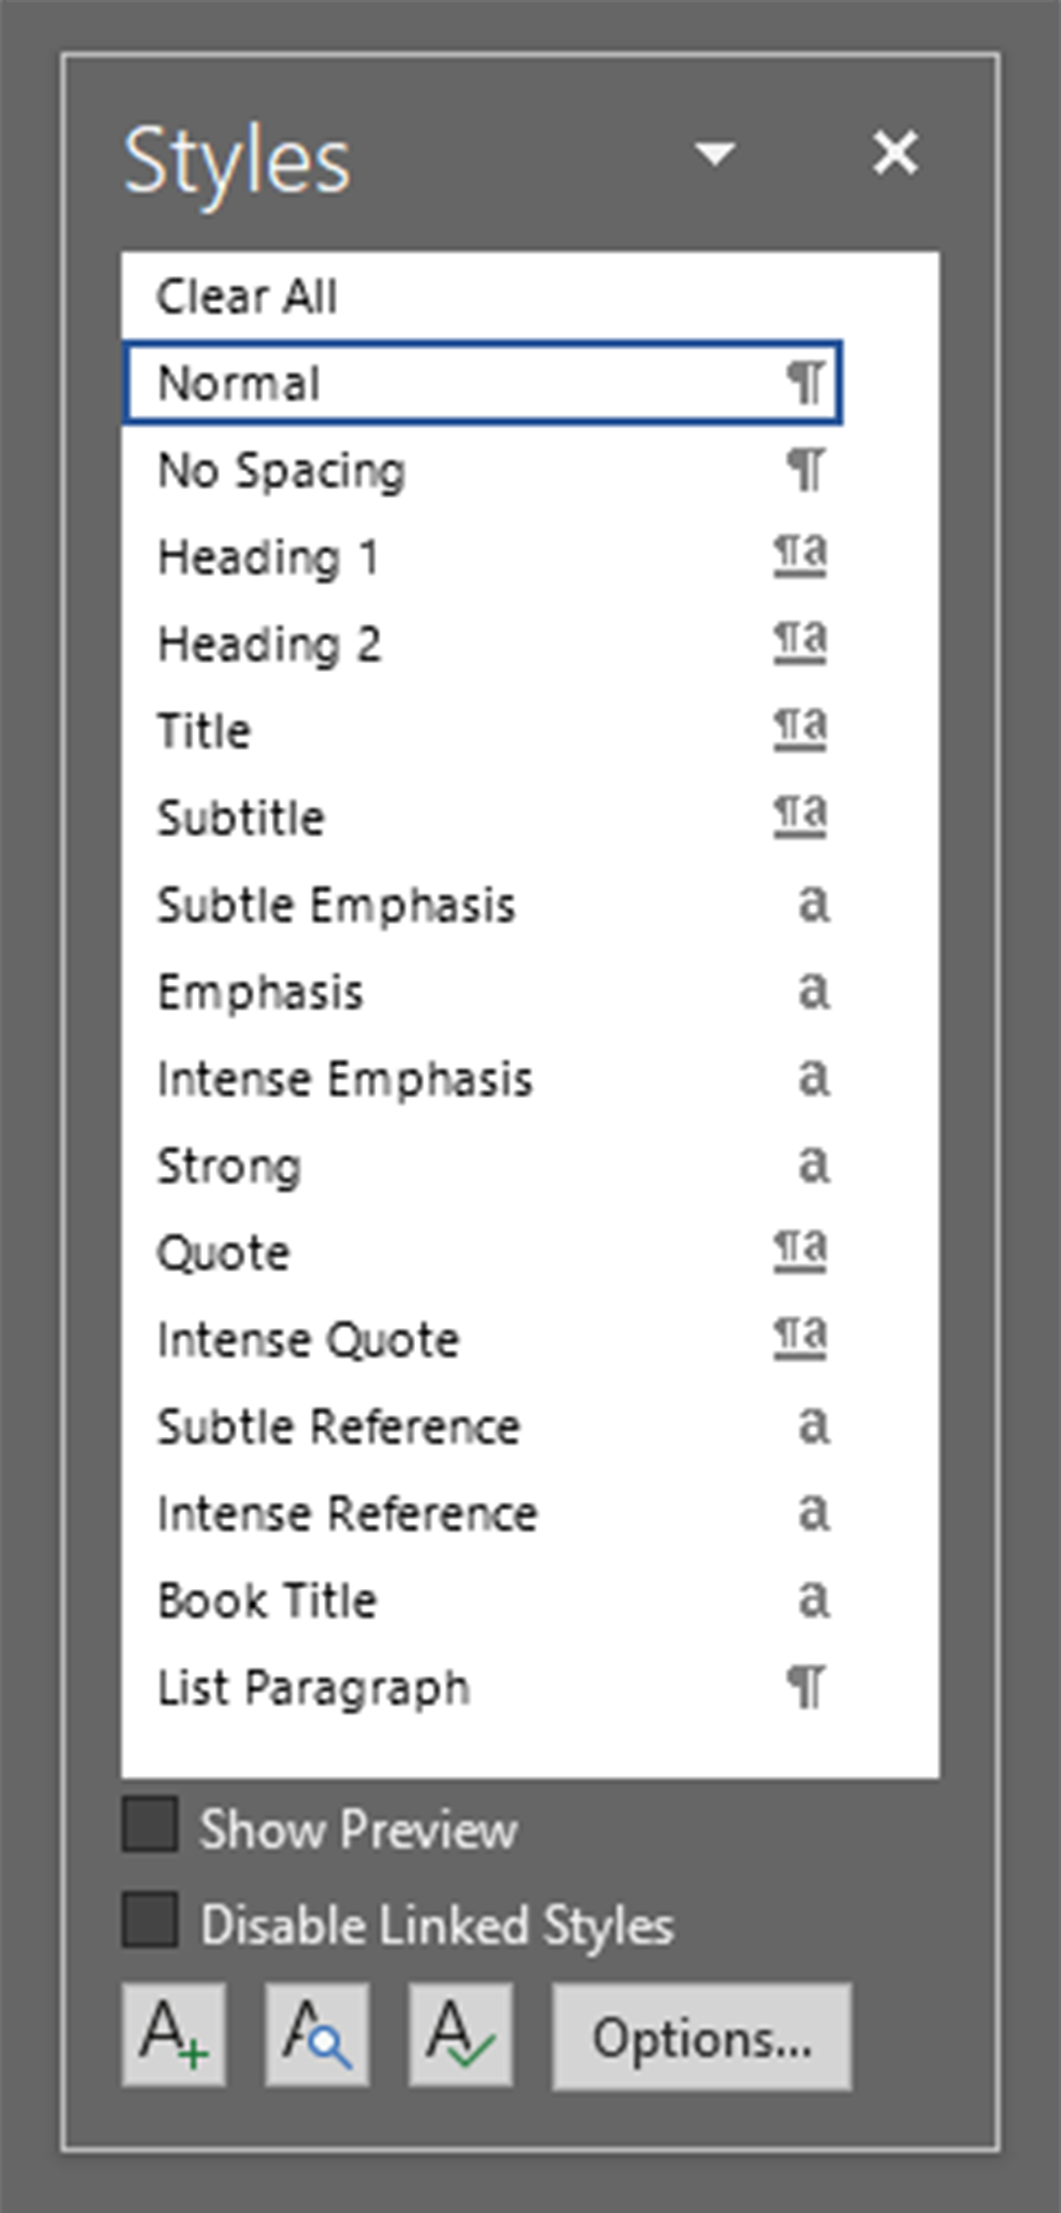 Styles
Clear All
Normal ¶
No Spacing ¶
Heading 1 ¶a
Heading 2 ¶a
Title ¶a
Subtitle ¶a
Subtle Emphasis a
Emphasis a
Intense Emphasis a
Strong a
Quote ¶a
Intense Quote ¶a
Subtle Reference a
Intense Reference a
Book Title a
List Paragraph ¶
Show Preview
Disable Linked Styles
A A A Options...